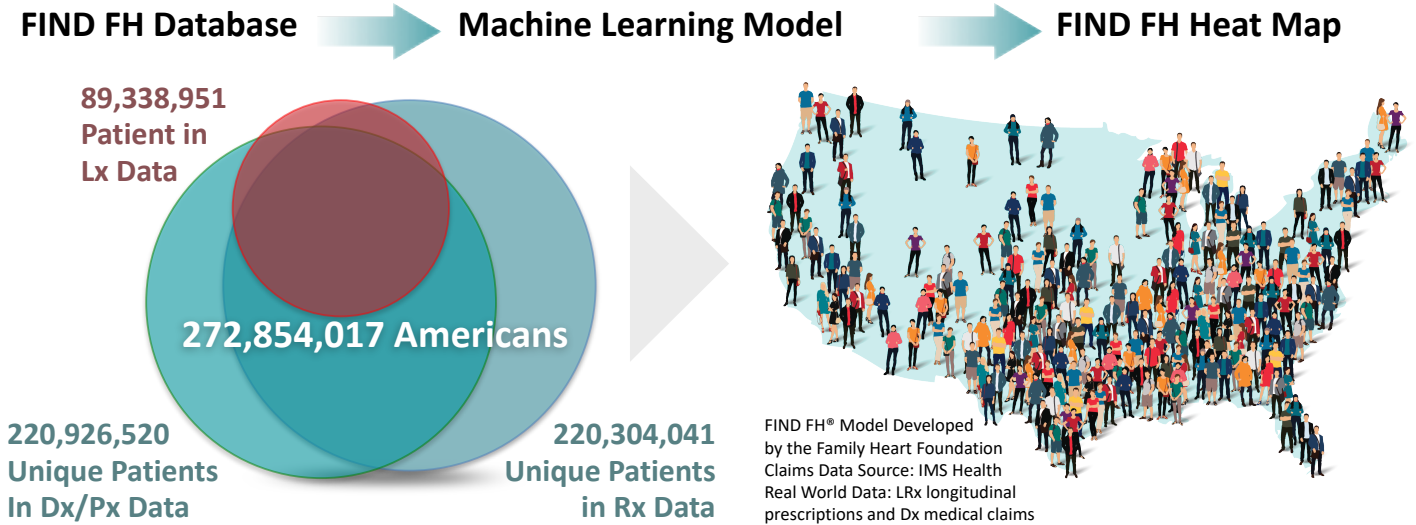 FIND FH Database
Machine Learning Model
FIND FH Heat Map
89,338,951
Patient in
Lx Data
272,854,017 Americans
220,926,520
Unique Patients
In Dx/Px Data
220,304,041
Unique Patients
in Rx Data
FIND FH® Model Developed
by the Family Heart Foundation
Claims Data Source: IMS Health
Real World Data: LRx longitudinal
prescriptions and Dx medical claims